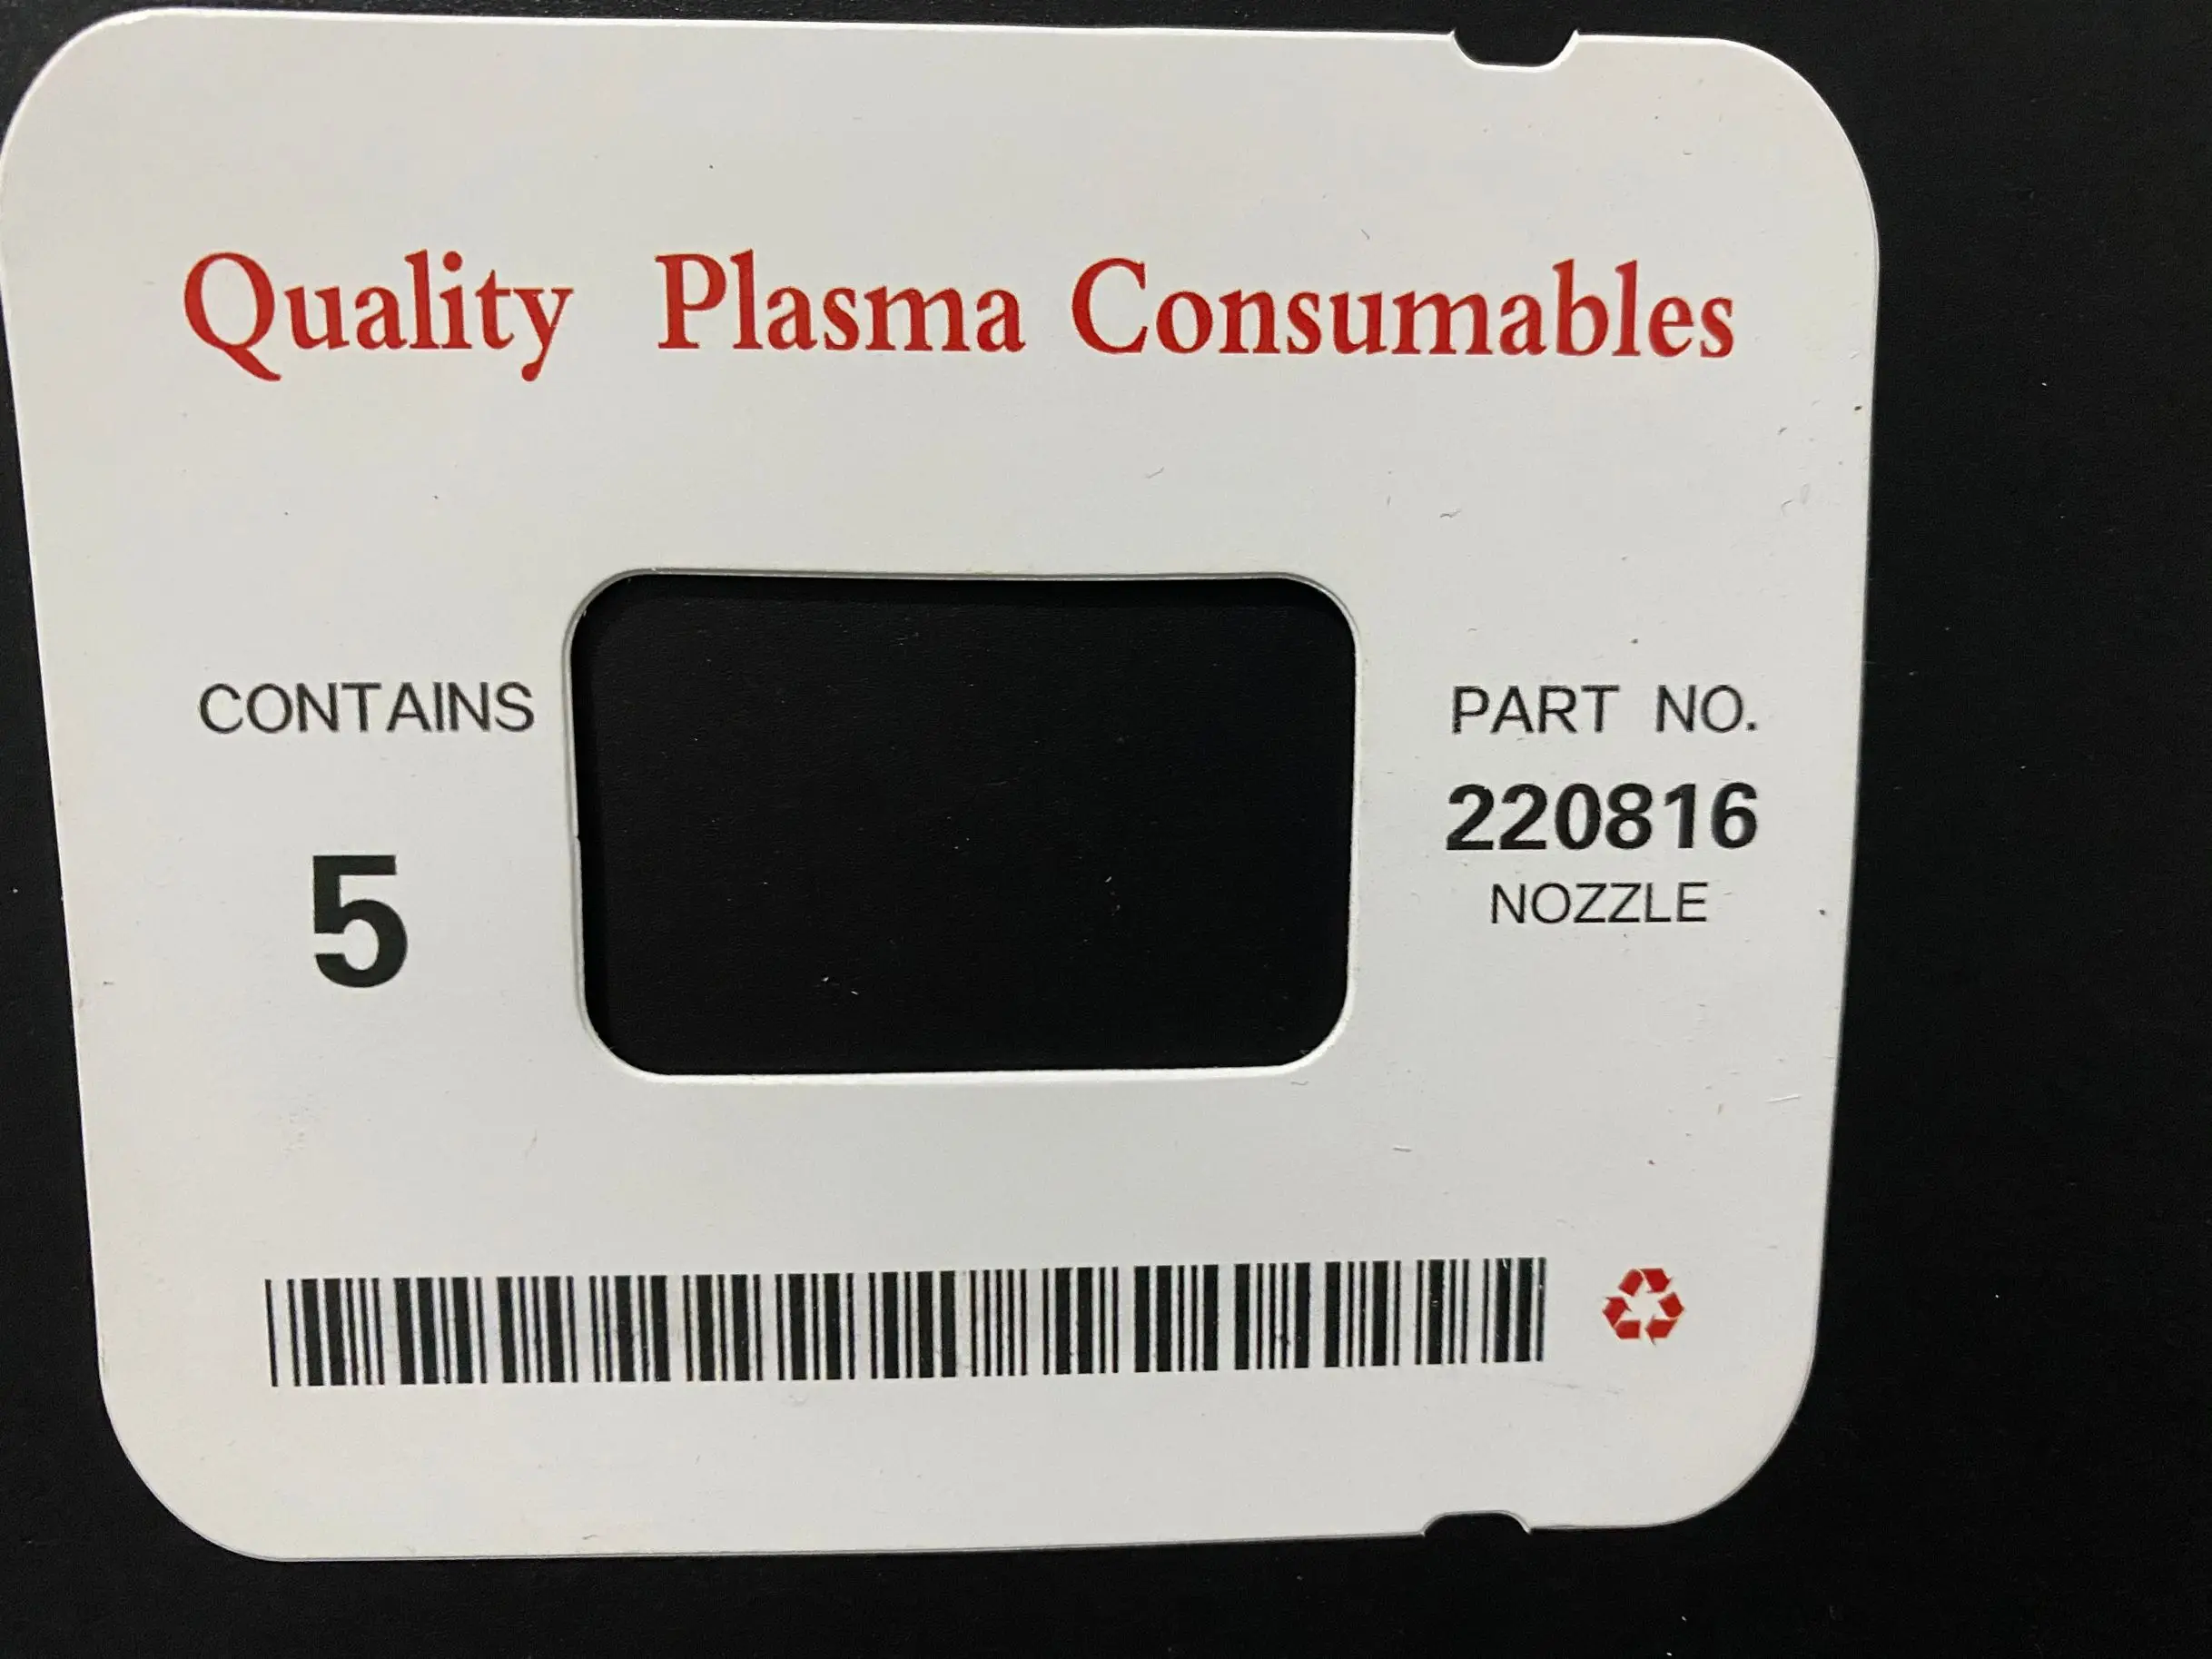 Quality Plasma Consumables
CONTAINS
5
PART NO.
220816
NOZZLE